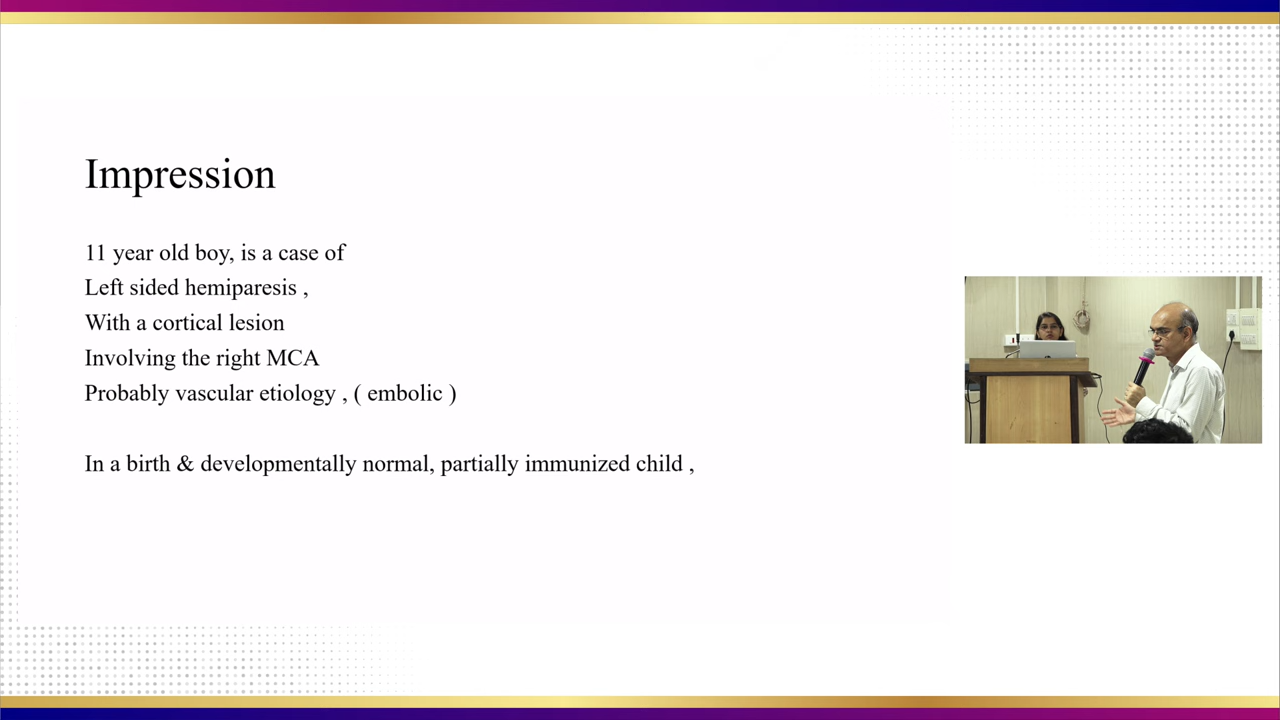 Impression
11 year old boy, is a case of
Left sided hemiparesis ,
With a cortical lesion
Involving the right MCA
Probably vascular etiology , ( embolic )
In a birth & developmentally normal, partially immunized child ,